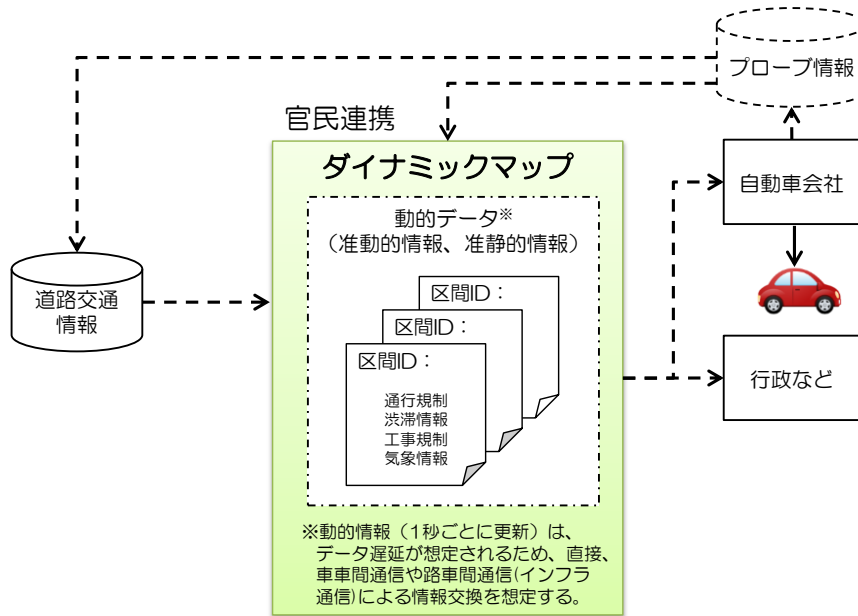 プローブ情報
官民連携
ダイナミックマップ
自動車会社
動的データ※
（准動的情報、准静的情報）
道路交通
情報
区間ID：
区間ID：
区間ID：
通行規制
渋滞情報
工事規制
気象情報
行政など
※動的情報（1秒ごとに更新）は、
データ遅延が想定されるため、直接、
車車間通信や路車間通信(インフラ
通信)による情報交換を想定する。